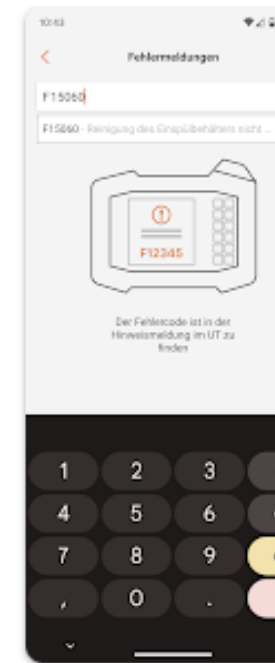 10:43
Fehlermeldungen
F15060
F15060 - Reinigung des Einspülbehälters nicht ...
F12345
Der Fehlercode ist in der
Hinweismeldung im UT zu
finden
1 2 3
4 5 6
7 8 9
, 0 .